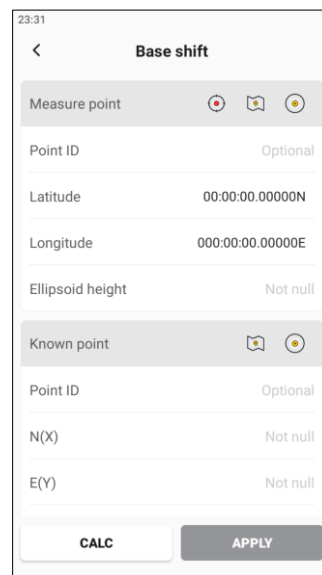 23:31
Base shift
Measure point
Point ID Optional
Latitude 00:00:00.00000N
Longitude 000:00:00.00000E
Ellipsoid height Not null
Known point
Point ID Optional
N(X) Not null
E(Y) Not null
CALC APPLY